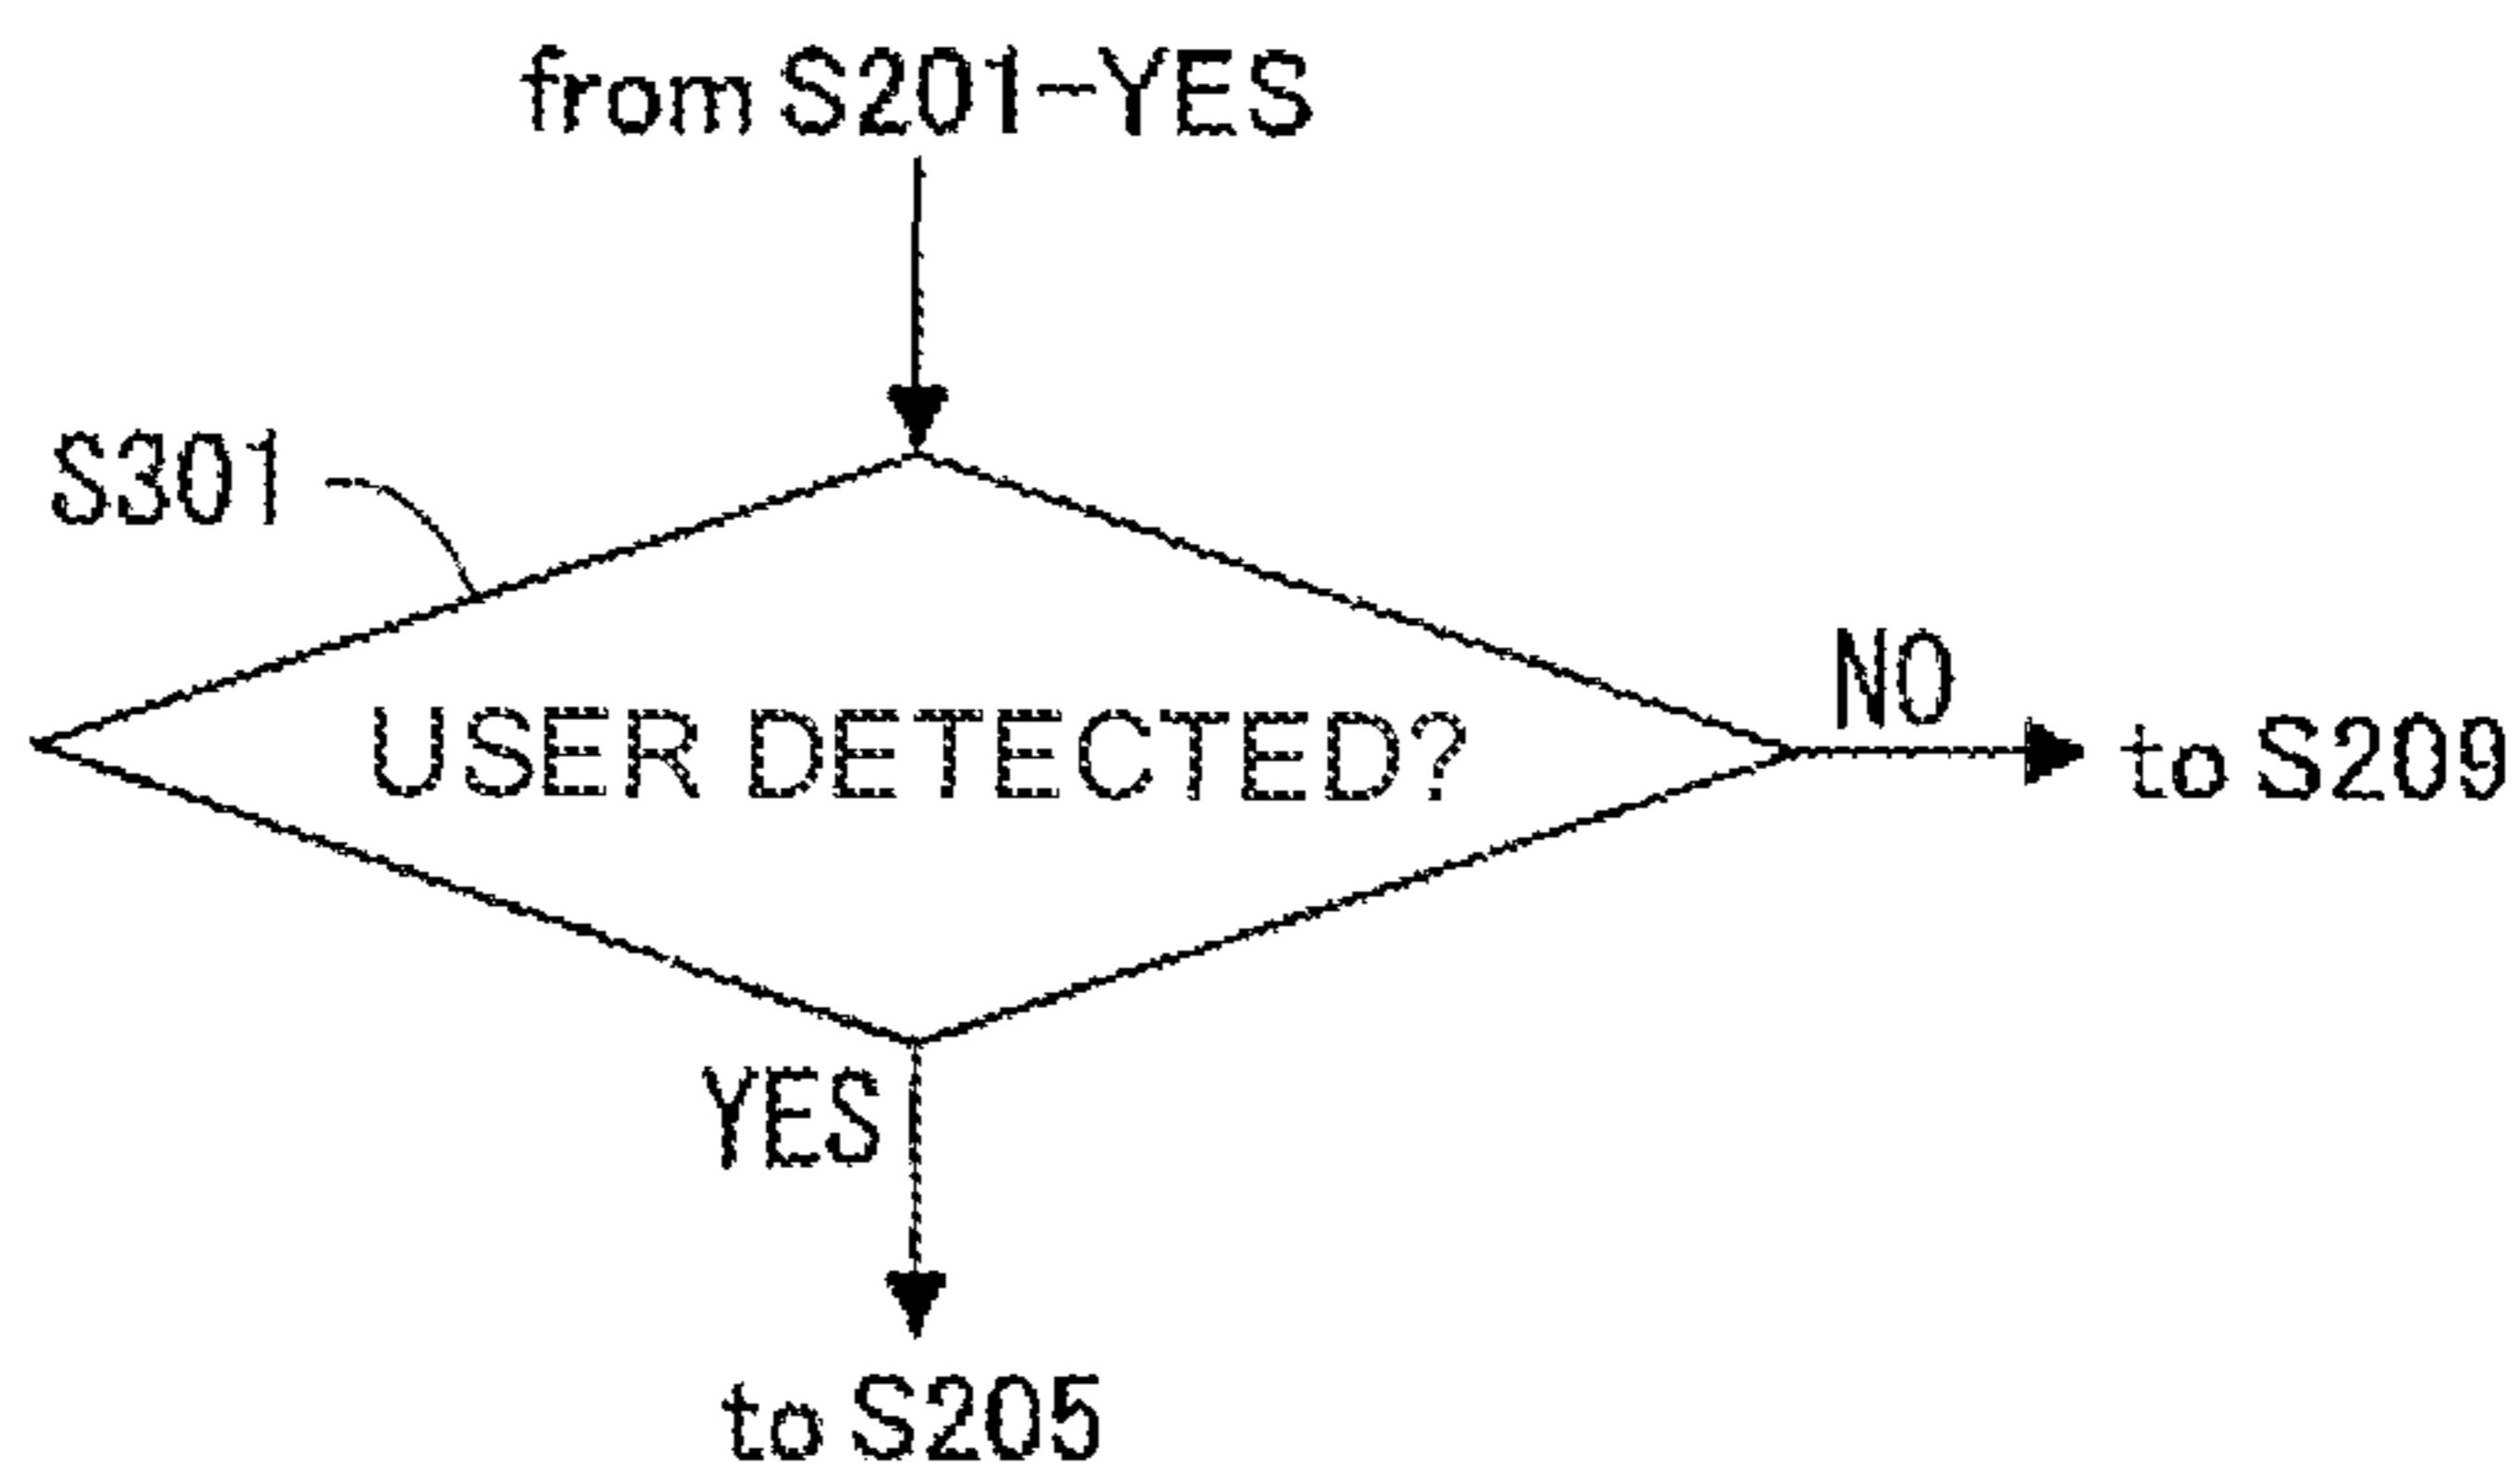 from S201-YES
S301
USER DETECTED?
NO
to S209
YES
to S205